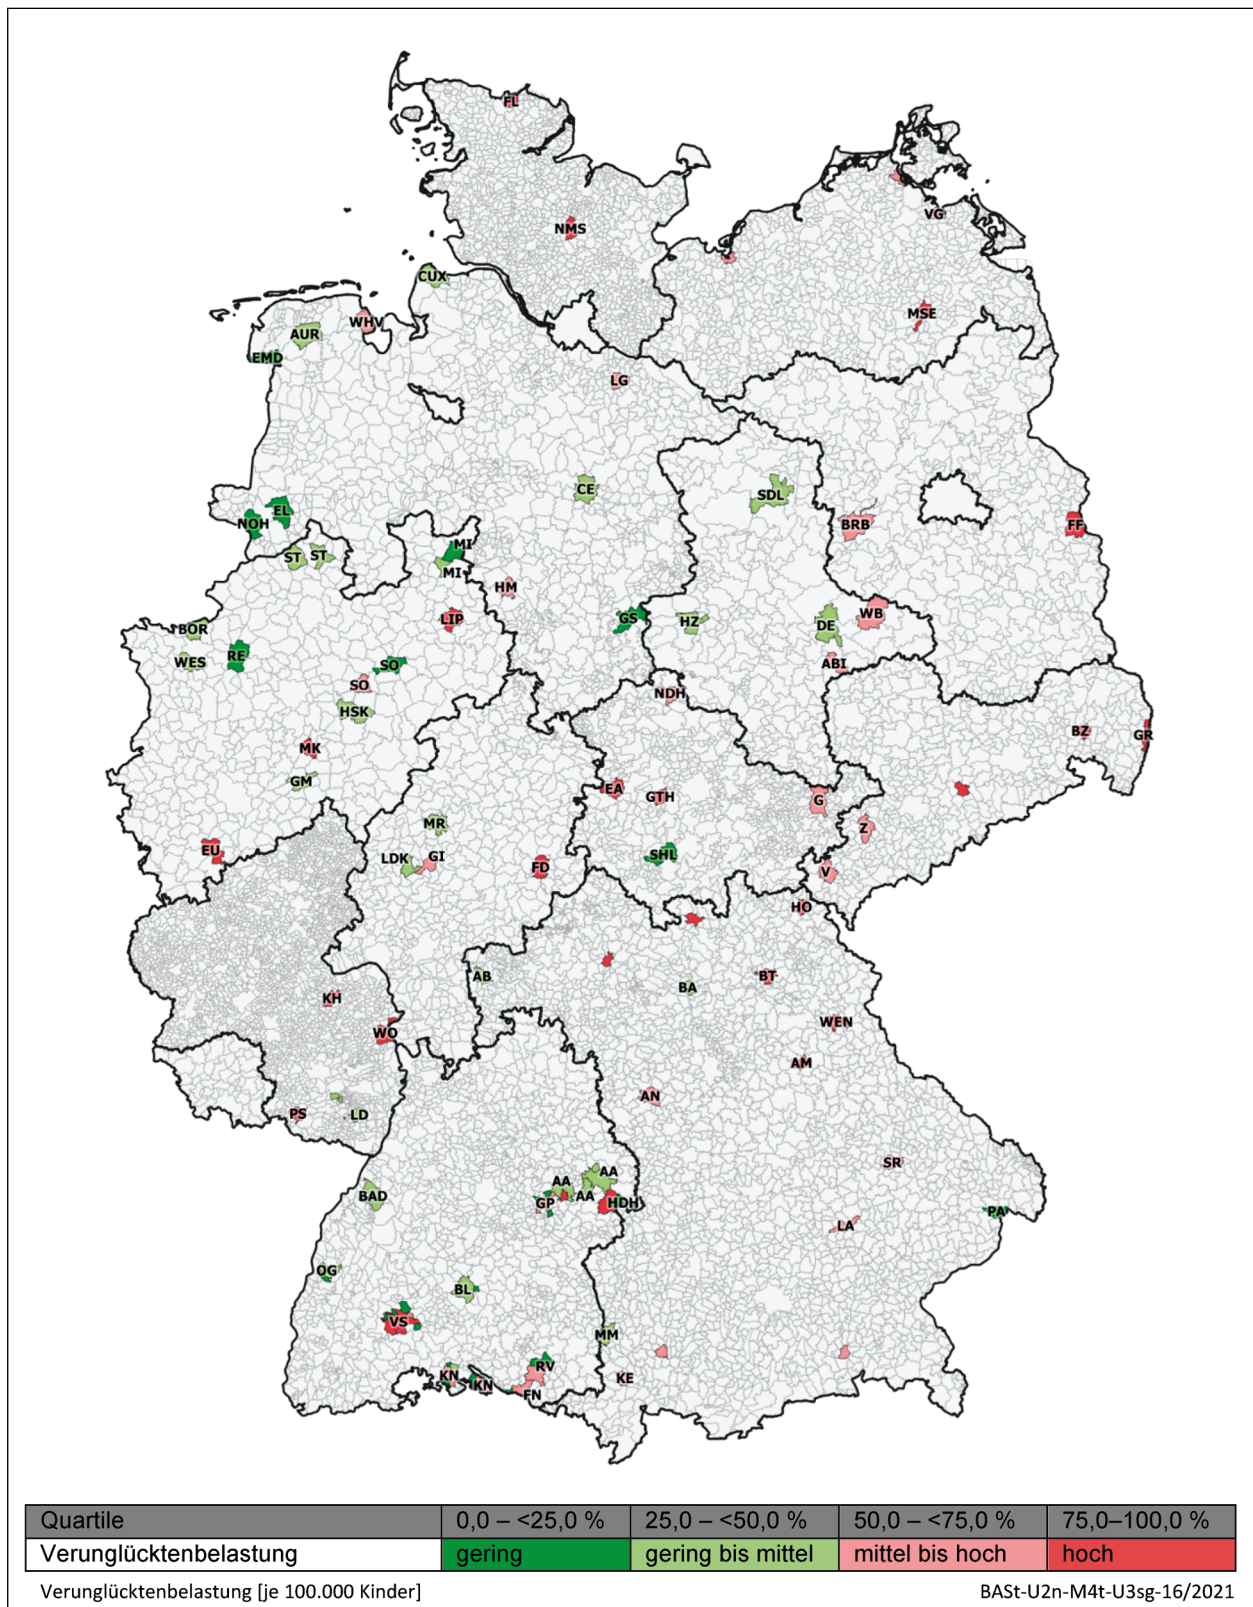 FL
NMS
VG
CUX
MSE
WHV
AUR
EMD
LG
CE
SDL
EL
NOH
BRB
FF
MI
ST ST
MI
HM
WB
LIP
GS
HZ
DE
BOR
RE
WES
SO
ABI
SO
NDH
HSK
BZ
GR
MK
GM
EA
GTH
G
MR
Z
EU
LDK
GI
SHL
FD
V
HO
AB
BT
BA
KH
WEN
WO
AM
AN
PS
LD
SR
AA
AA
AA
BAD
GP
HDH
PA
LA
OG
BL
VS
MM
RV
KN
KN
KE
FN
Quartile 0,0 – <25,0 % 25,0 – <50,0 % 50,0 – <75,0 % 75,0–100,0 %
Verunglücktenbelastung gering gering bis mittel mittel bis hoch hoch
Verunglücktenbelastung [je 100.000 Kinder] BASt-U2n-M4t-U3sg-16/2021